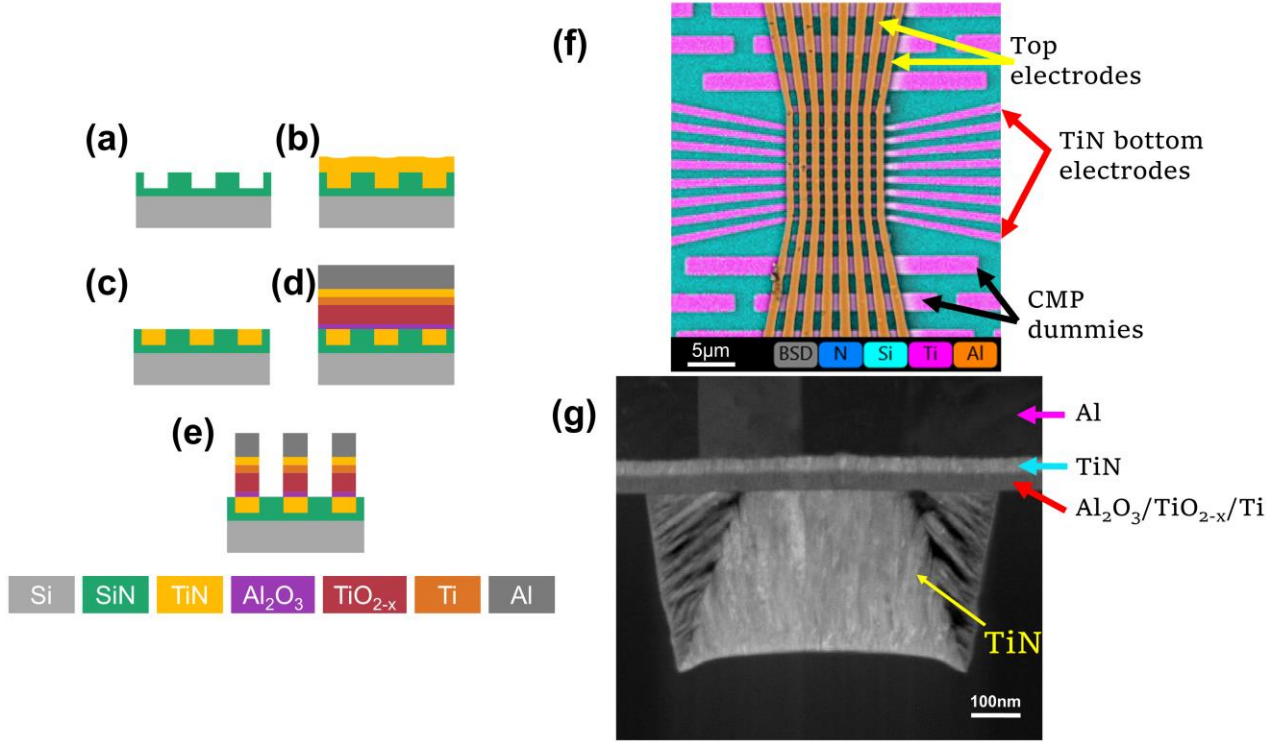 (a)
(b)
(c)
(d)
(e)
Si
SiN
TiN
Al₂O₃
TiO₂₋ₓ
Ti
Al
(f)
Top
electrodes
TiN bottom
electrodes
CMP
dummies
5µm
BSD
N
Si
Ti
Al
(g)
Al
TiN
Al₂O₃/TiO₂₋ₓ/Ti
TiN
100nm